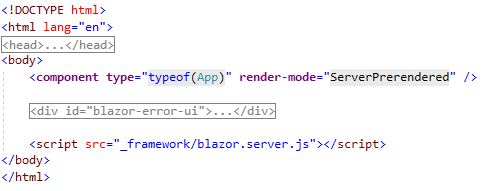 <!DOCTYPE html>
<html lang="en">
<head>...</head>
<body>
    <component type="typeof(App)" render-mode="ServerPrerendered" />
    <div id="blazor-error-ui">...</div>
    <script src="_framework/blazor.server.js"></script>
</body>
</html>